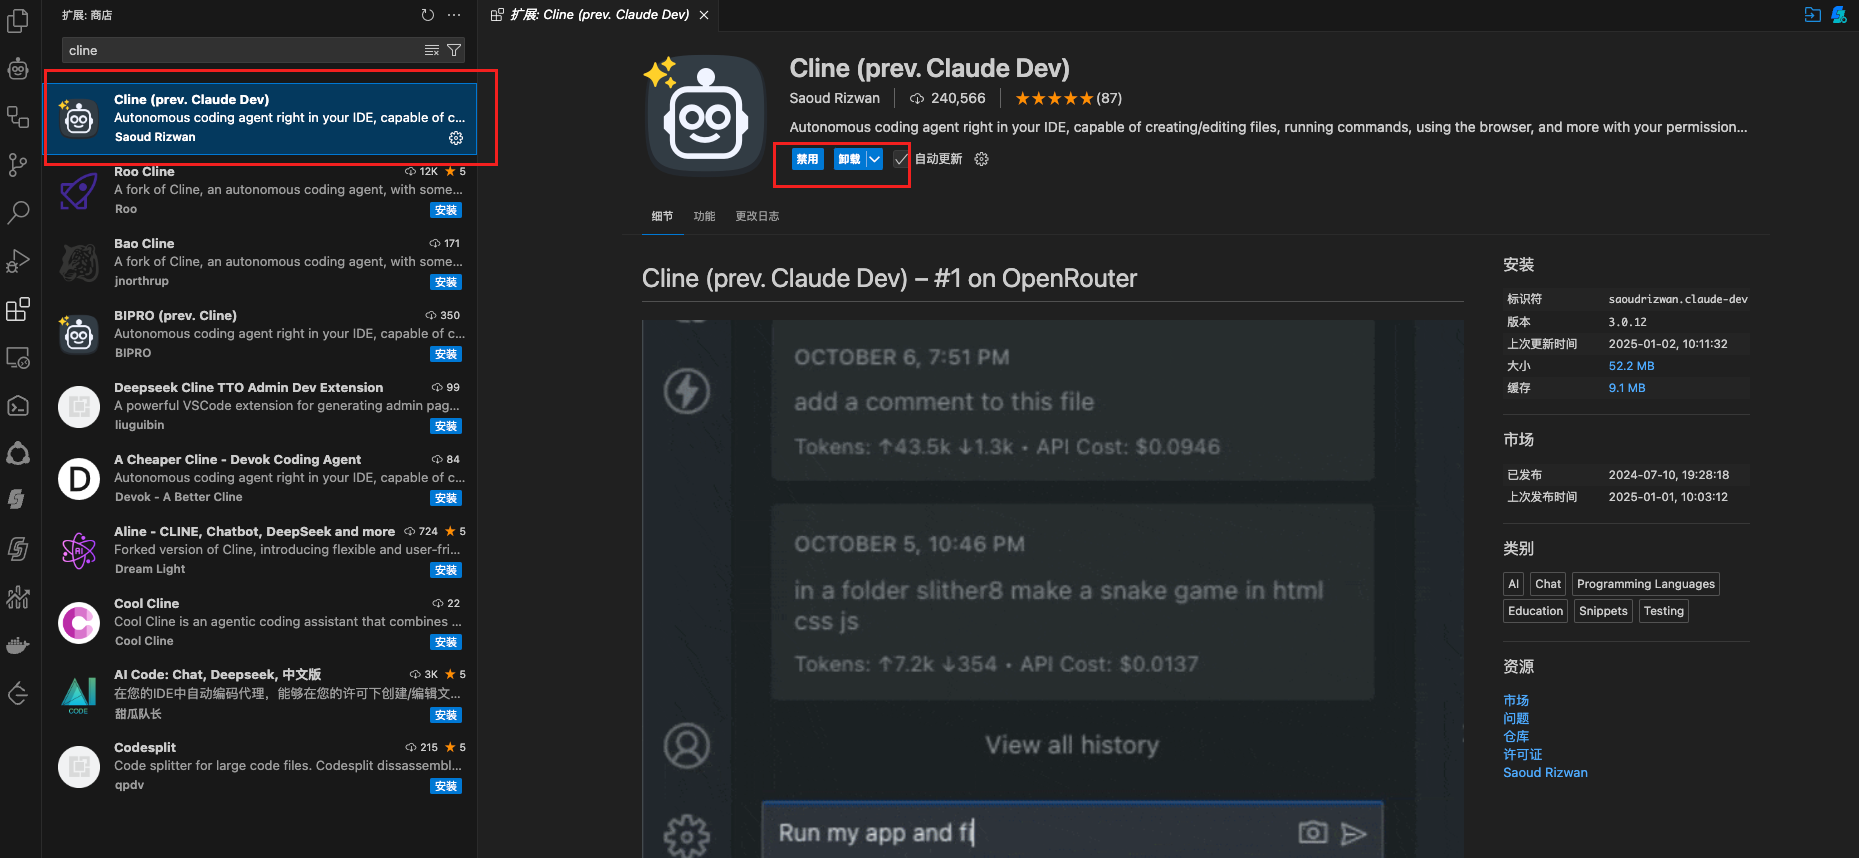 扩展: 商店
cline
Cline (prev. Claude Dev)
Autonomous coding agent right in your IDE, capable of c...
Saoud Rizwan
Roo Cline 12K 5
A fork of Cline, an autonomous coding agent, with some...
Roo 安装
Bao Cline 171
A fork of Cline, an autonomous coding agent, with some...
jnorthrup 安装
BIPRO (prev. Cline) 350
Autonomous coding agent right in your IDE, capable of c...
BIPRO 安装
Deepseek Cline TTO Admin Dev Extension 99
A powerful VSCode extension for generating admin pag...
liuguibin 安装
D
A Cheaper Cline - Devok Coding Agent 84
Autonomous coding agent right in your IDE, capable of c...
Devok - A Better Cline 安装
AI
Aline - CLINE, Chatbot, DeepSeek and more 724 5
Forked version of Cline, introducing flexible and user-fri...
Dream Light 安装
Cool Cline 22
Cool Cline is an agentic coding assistant that combines ...
Cool Cline 安装
CODE
AI Code: Chat, Deepseek, 中文版 3K 5
在您的IDE中自动编码代理，能够在您的许可下创建/编辑文...
甜瓜队长 安装
Codesplit 215 5
Code splitter for large code files. Codesplit dissassembl...
qpdv 安装
扩展: Cline (prev. Claude Dev)
Cline (prev. Claude Dev)
Saoud Rizwan 240,566 (87)
Autonomous coding agent right in your IDE, capable of creating/editing files, running commands, using the browser, and more with your permission...
禁用 卸载 自动更新
细节 功能 更改日志
Cline (prev. Claude Dev) – #1 on OpenRouter
OCTOBER 6, 7:51 PM
add a comment to this file
Tokens: ↑43.5k ↓1.3k • API Cost: $0.0946
OCTOBER 5, 10:46 PM
in a folder slither8 make a snake game in html
css js
Tokens: ↑7.2k ↓354 • API Cost: $0.0137
View all history
Run my app and fi
安装
标识符 saoudrizwan.claude-dev
版本 3.0.12
上次更新时间 2025-01-02, 10:11:32
大小 52.2 MB
缓存 9.1 MB
市场
已发布 2024-07-10, 19:28:18
上次发布时间 2025-01-01, 10:03:12
类别
AI Chat Programming Languages
Education Snippets Testing
资源
市场
问题
仓库
许可证
Saoud Rizwan